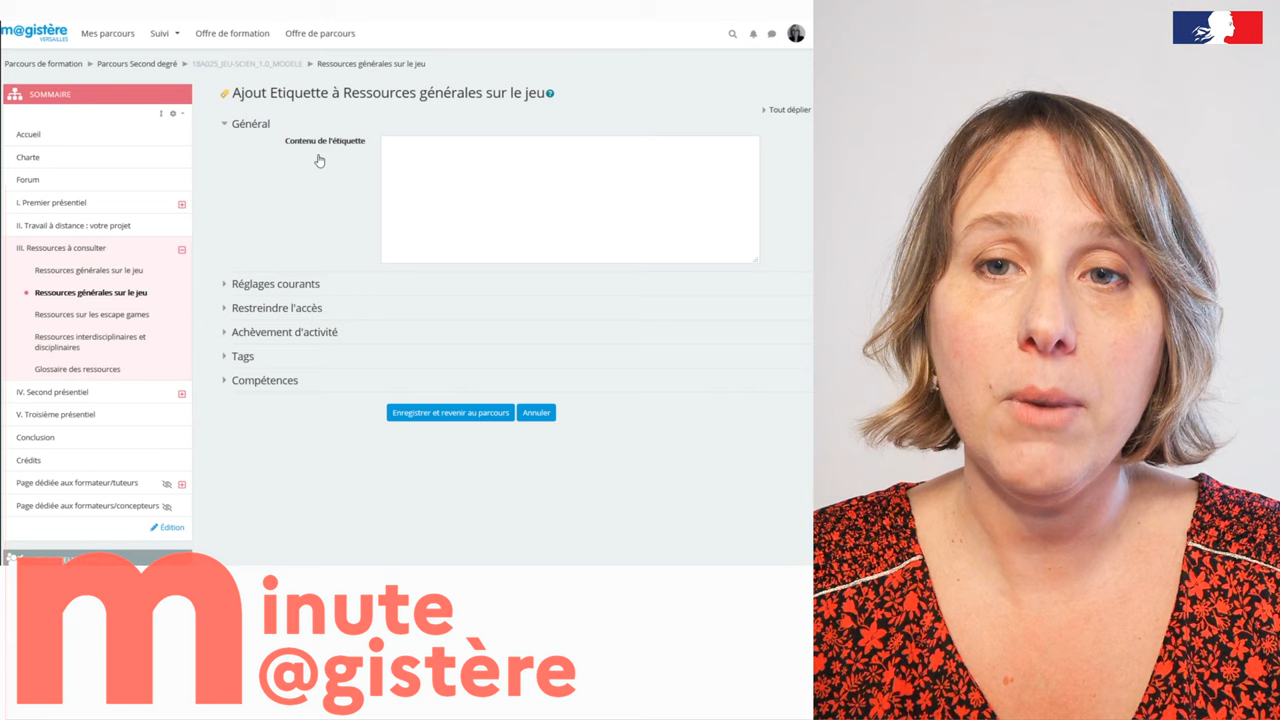 m@gistère
VERSAILLES
Mes parcours
Suivi
Offre de formation
Offre de parcours
Parcours de formation
Parcours Second degré
18A025_JEU-SCIEN_1.0_MODELE
Ressources générales sur le jeu
SOMMAIRE
Accueil
Charte
Forum
I. Premier présentiel
II. Travail à distance : votre projet
III. Ressources à consulter
Ressources générales sur le jeu
Ressources générales sur le jeu
Ressources sur les escape games
Ressources interdisciplinaires et
disciplinaires
Glossaire des ressources
IV. Second présentiel
V. Troisième présentiel
Conclusion
Crédits
Page dédiée aux formateur/tuteurs
Page dédiée aux formateurs/concepteurs
Édition
Ajout Etiquette à Ressources générales sur le jeu
Tout déplier
Général
Contenu de l'étiquette
Réglages courants
Restreindre l'accès
Achèvement d'activité
Tags
Compétences
Enregistrer et revenir au parcours
Annuler
minute
@gistère